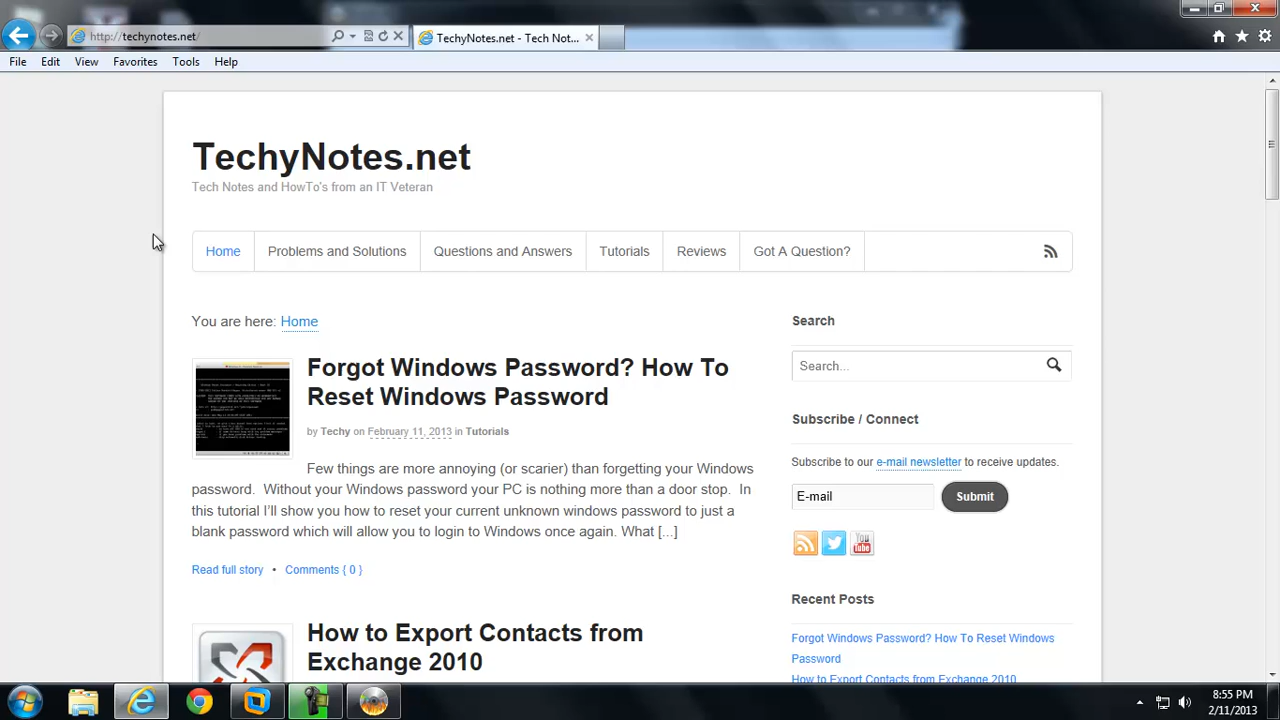 http://techynotes.net/
TechyNotes.net - Tech Not...
File Edit View Favorites Tools Help
TechyNotes.net
Tech Notes and HowTo's from an IT Veteran
Home Problems and Solutions Questions and Answers Tutorials Reviews Got A Question?
You are here: Home
Forgot Windows Password? How To
Reset Windows Password
by Techy on February 11, 2013 in Tutorials
Few things are more annoying (or scarier) than forgetting your Windows
password.  Without your Windows password your PC is nothing more than a door stop.  In
this tutorial I'll show you how to reset your current unknown windows password to just a
blank password which will allow you to login to Windows once again. What [...]
Read full story • Comments { 0 }
How to Export Contacts from
Exchange 2010
Search
Search...
Subscribe / Connect
Subscribe to our e-mail newsletter to receive updates.
E-mail Submit
You Tube
Recent Posts
Forgot Windows Password? How To Reset Windows
Password
How to Export Contacts from Exchange 2010
8:55 PM
2/11/2013